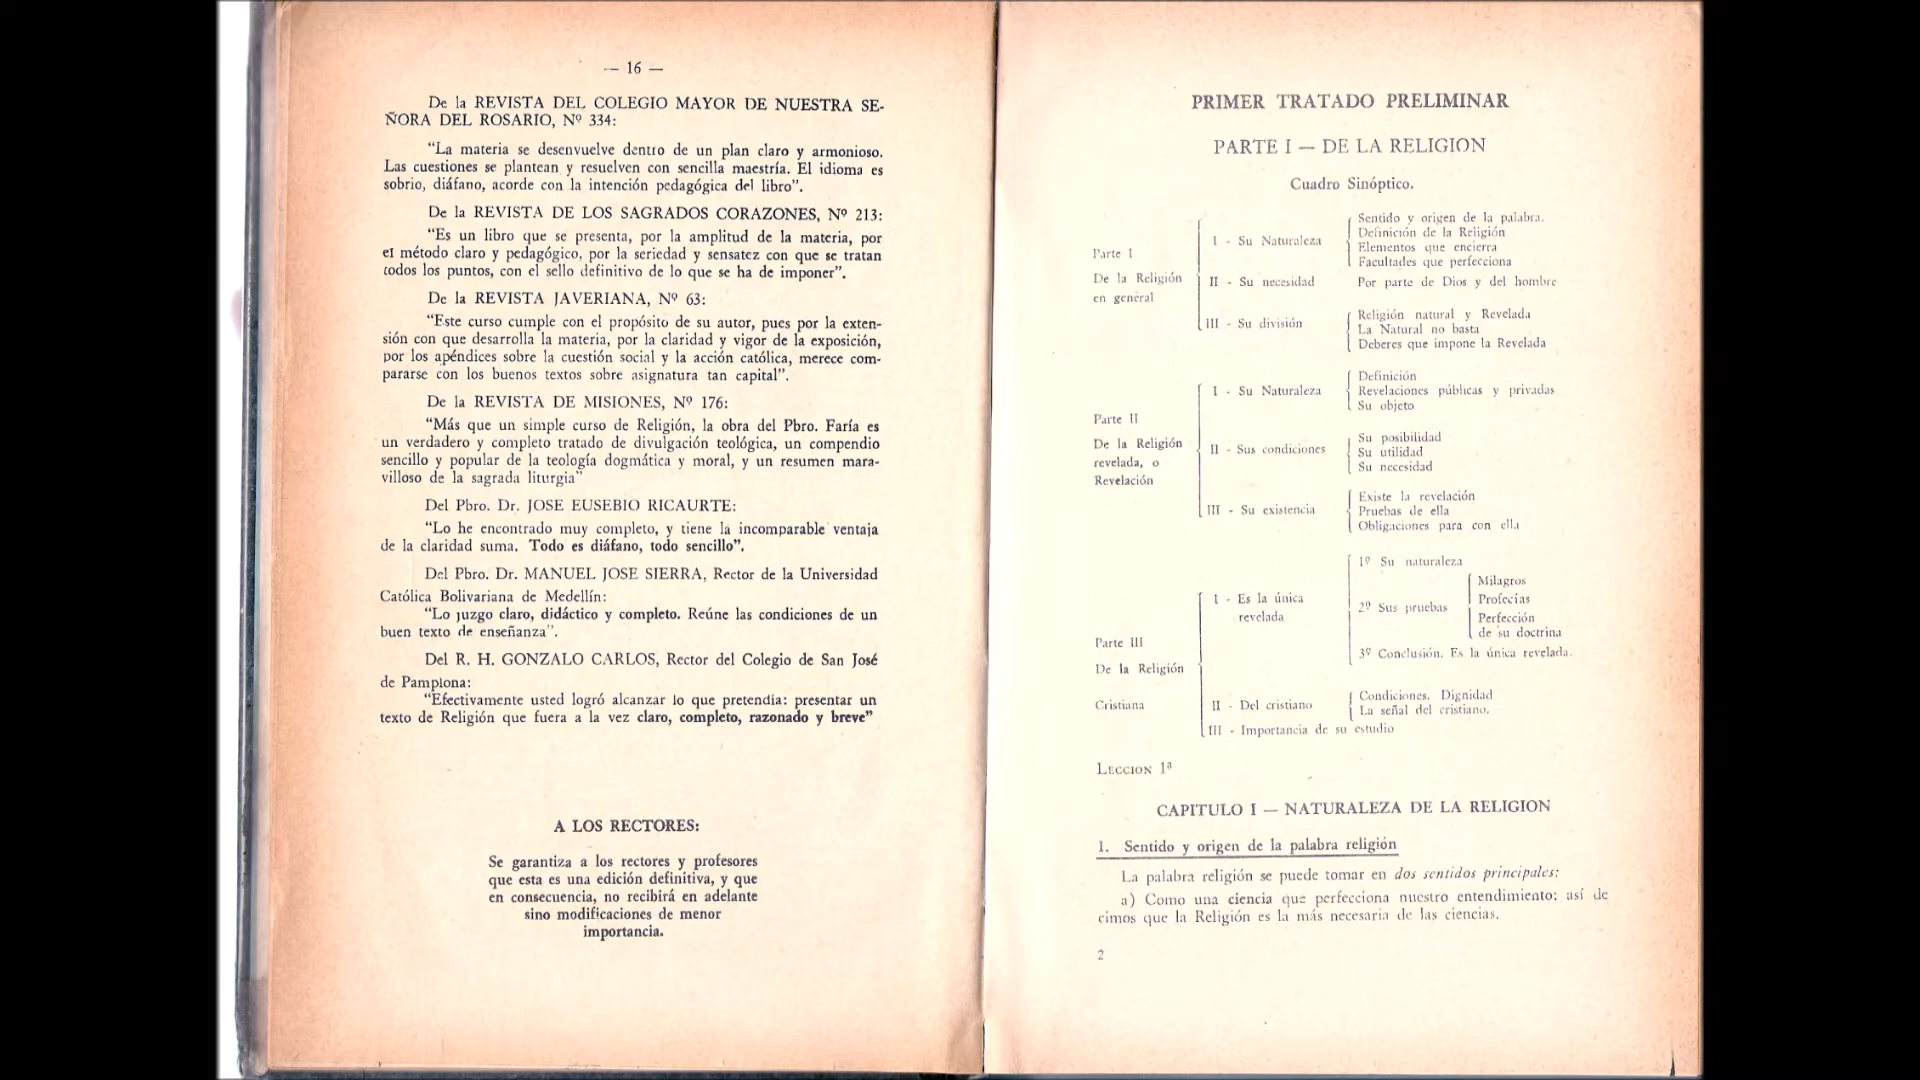 — 16 —
De la REVISTA DEL COLEGIO MAYOR DE NUESTRA SE-
ÑORA DEL ROSARIO, Nº 334:
“La materia se desenvuelve dentro de un plan claro y armonioso.
Las cuestiones se plantean y resuelven con sencilla maestría. El idioma es
sobrio, diáfano, acorde con la intención pedagógica del libro”.
De la REVISTA DE LOS SAGRADOS CORAZONES, Nº 213:
“Es un libro que se presenta, por la amplitud de la materia, por
el método claro y pedagógico, por la seriedad y sensatez con que se tratan
todos los puntos, con el sello definitivo de lo que se ha de imponer”.
De la REVISTA JAVERIANA, Nº 63:
“Este curso cumple con el propósito de su autor, pues por la exten-
sión con que desarrolla la materia, por la claridad y vigor de la exposición,
por los apéndices sobre la cuestión social y la acción católica, merece com-
pararse con los buenos textos sobre asignatura tan capital”.
De la REVISTA DE MISIONES, Nº 176:
“Más que un simple curso de Religión, la obra del Pbro. Faría es
un verdadero y completo tratado de divulgación teológica, un compendio
sencillo y popular de la teología dogmática y moral, y un resumen mara-
villoso de la sagrada liturgia”
Del Pbro. Dr. JOSE EUSEBIO RICAURTE:
“Lo he encontrado muy completo, y tiene la incomparable ventaja
de la claridad suma. Todo es diáfano, todo sencillo”.
Del Pbro. Dr. MANUEL JOSE SIERRA, Rector de la Universidad
Católica Bolivariana de Medellín:
“Lo juzgo claro, didáctico y completo. Reúne las condiciones de un
buen texto de enseñanza”.
Del R. H. GONZALO CARLOS, Rector del Colegio de San José
de Pamplona:
“Efectivamente usted logró alcanzar lo que pretendía: presentar un
texto de Religión que fuera a la vez claro, completo, razonado y breve”
A LOS RECTORES:
Se garantiza a los rectores y profesores
que esta es una edición definitiva, y que
en consecuencia, no recibirá en adelante
sino modificaciones de menor
importancia.
PRIMER TRATADO PRELIMINAR
PARTE I — DE LA RELIGION
Cuadro Sinóptico.
Parte I
De la Religión
en general
I - Su Naturaleza
Sentido y origen de la palabra.
Definición de la Religión
Elementos que encierra
Facultades que perfecciona
II - Su necesidad
Por parte de Dios y del hombre
III - Su división
Religión natural y Revelada
La Natural no basta
Deberes que impone la Revelada
Parte II
De la Religión
revelada, o
Revelación
I - Su Naturaleza
Definición
Revelaciones públicas y privadas
Su objeto
II - Sus condiciones
Su posibilidad
Su utilidad
Su necesidad
III - Su existencia
Existe la revelación
Pruebas de ella
Obligaciones para con ella
Parte III
De la Religión
Cristiana
I - Es la única
revelada
1º Su naturaleza
2º Sus pruebas
Milagros
Profecías
Perfección
de su doctrina
3º Conclusión. Es la única revelada.
II - Del cristiano
Condiciones. Dignidad
La señal del cristiano.
III - Importancia de su estudio
LECCION 1ª
CAPITULO I — NATURALEZA DE LA RELIGION
1. Sentido y origen de la palabra religión
La palabra religión se puede tomar en dos sentidos principales:
a) Como una ciencia que perfecciona nuestro entendimiento; así de
cimos que la Religión es la más necesaria de las ciencias.
2